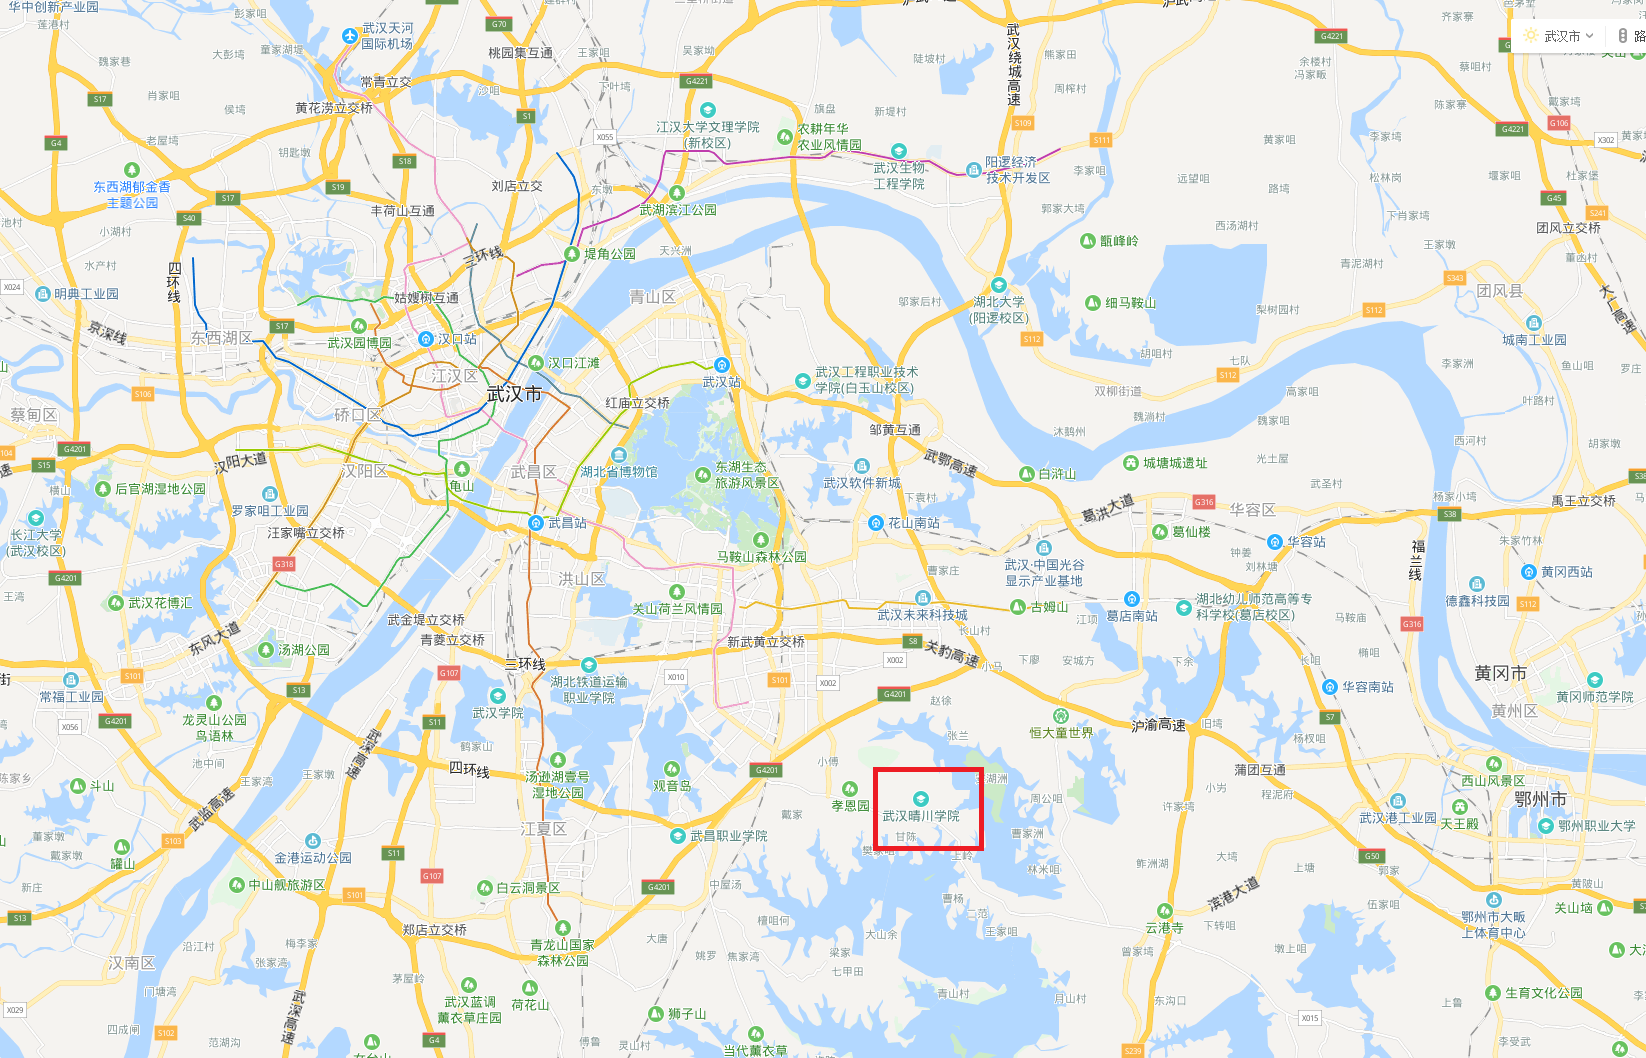 华中创新产业园
莲港村
彭家咀
G70
武汉天河
国际机场
桃园集互通
王家咀
吴家坳
陡坡村
武汉绕城高速
熊家田
G4221
余楼村
冯家畈
齐家寨
武汉市
路
蔡咀村
大彭塆
童家湖堤
魏家巷
常青立交
G4221
沙咀
下叶塆
周榨村
S17
肖家咀
侯塆
黄花涝立交桥
S1
江汉大学文理学院
(新校区)
旗盘
新堤村
农耕年华
农业风情园
S109
S111
陈家寨
戴家塆
G106
G4221
X302
G4
老屋塆
钥匙墩
S18
X055
黄家咀
李家塆
武汉生物
工程学院
阳逻经济
技术开发区
李家咀
远望咀
松林岗
堰家咀
杜家堡
东西湖郁金香
主题公园
S17
S19
刘店立交
东墩
武湖滨江公园
路塆
G45
S241
池村
小湖村
S40
丰荷山立互通
郭家大塆
西汤湖村
下肖家塆
团风立交桥
水产村
四环线
三环线
堤角公园
天兴洲
甑峰岭
王家墩
董家村
X024
明典工业园
姑嫂树互通
青山区
邬家后村
湖北大学
(阳逻校区)
细马鞍山
青泥湖村
梨树园村
S112
S343
团风县
大广高速
京深线
东西湖区
S17
武汉园博园
汉口站
汉口江滩
S112
胡咀村
七队
城南工业园
鱼山咀
江汉区
武汉站
武汉工程职业技术
学院(白玉山校区)
S112
李家洲
罗庄
S106
武汉市
红庙立交桥
双柳街道
高家咀
叶路村
蔡甸区
硚口区
邹黄互通
沐鹅州
魏家咀
西河村
胡家墩
G4201
S15
汉阳大道
汉阳区
武昌区
湖北省博物馆
东湖生态
旅游风景区
武汉软件新城
武鄂高速
白浒山
城塘城遗址
光土屋
横山
后官湖湿地公园
龟山
下袁村
武圣村
杨家小塆
禹王立交桥
罗家咀工业园
葛洪大道
G316
华容区
S38
长江大学
(武汉校区)
汪家嘴立交桥
武昌站
花山南站
葛仙楼
华容站
福兰线
朱家竹林
G318
马鞍山森林公园
武汉·中国光谷
显示产业基地
钟姜
刘林塘
黄冈西站
G4201
洪山区
曹家庄
王湾
武汉花博汇
关山荷兰风情园
武汉未来科技城
古姆山
葛店南站
湖北幼儿师范高等专
科学校(葛店校区)
德鑫科技园
S112
武金堤立交桥
江项
马鞍庙
G316
东风大道
汤湖公园
青菱立交桥
新武黄立交桥
S8
长山村
关豹高速
三环线
G107
湖北铁道运输
职业学院
X010
S101
X002
X002
小马
下廖
安城方
下余
长咀
椭咀
黄冈市
街
常福工业园
S101
S13
武汉学院
G4201
赵徐
华容南站
黄冈师范学院
X056
G4201
龙灵山公园
鸟语林
S11
恒大童世界
沪渝高速
旧塆
S7
黄州区
武深高速
鹤家山
张兰
杨杈咀
陈家乡
池中间
王家墩
四环线
汤逊湖壹号
湿地公园
观音岛
G4201
小傅
蒲团互通
西山风景区
斗山
王家湾
孝恩园
武汉晴川学院
周公咀
小屶
程泥府
鄂州市
董家墩
武监高速
戴家
甘陈
曹家洲
许家塆
武汉港工业园
天王殿
鄂州职业大学
戴家墩
罐山
S103
金港运动公园
S11
江夏区
武昌职业学院
上岭
林米咀
鲊洲湖
大塆
G50
新庄
中山舰旅游区
S101
G107
白云洞景区
G4201
中屋汤
曹杨
上塘
郭家
黄陂山
S13
二范
滨港大道
伍家咀
关山垴
檀咀何
云港寺
下转咀
鄂州市大畈
上体育中心
郑店立交桥
青龙山国家
森林公园
大唐
大山余
王家咀
沿江村
梅李家
姚罗
焦家湾
梁家
七甲田
曾家塆
墩上咀
汉南区
张家湾
茅屋岭
武汉蓝调
薰衣草庄园
荷花山
青山村
月山村
东沟口
上鲁
生育文化公园
门塘湾
X029
武深高速
狮子山
X015
四成闸
S102
范湖沟
G4
傅鲁
灵山村
当代薰衣草
S239
李受武